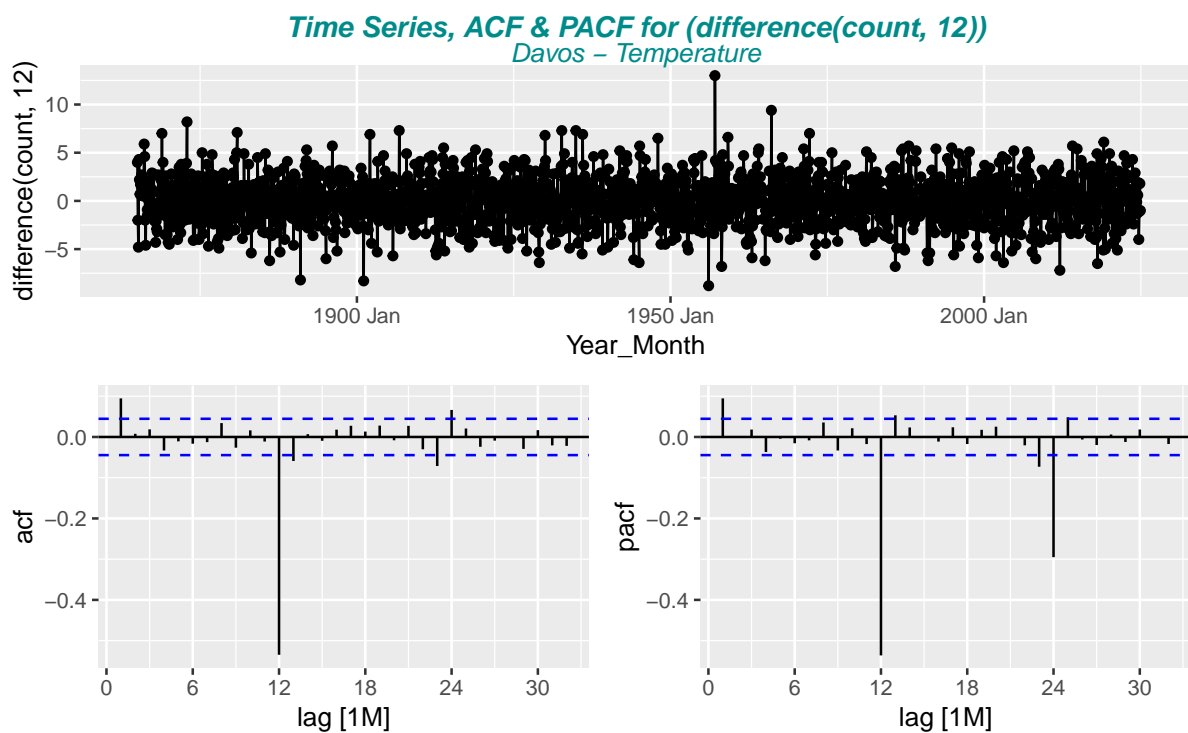 Time Series, ACF & PACF for (difference(count, 12))
Davos – Temperature
difference(count, 12)
10
5
0
−5
1900 Jan 1950 Jan 2000 Jan
Year_Month
acf
0.0
−0.2
−0.4
0 6 12 18 24 30
lag [1M]
pacf
0.0
−0.2
−0.4
0 6 12 18 24 30
lag [1M]